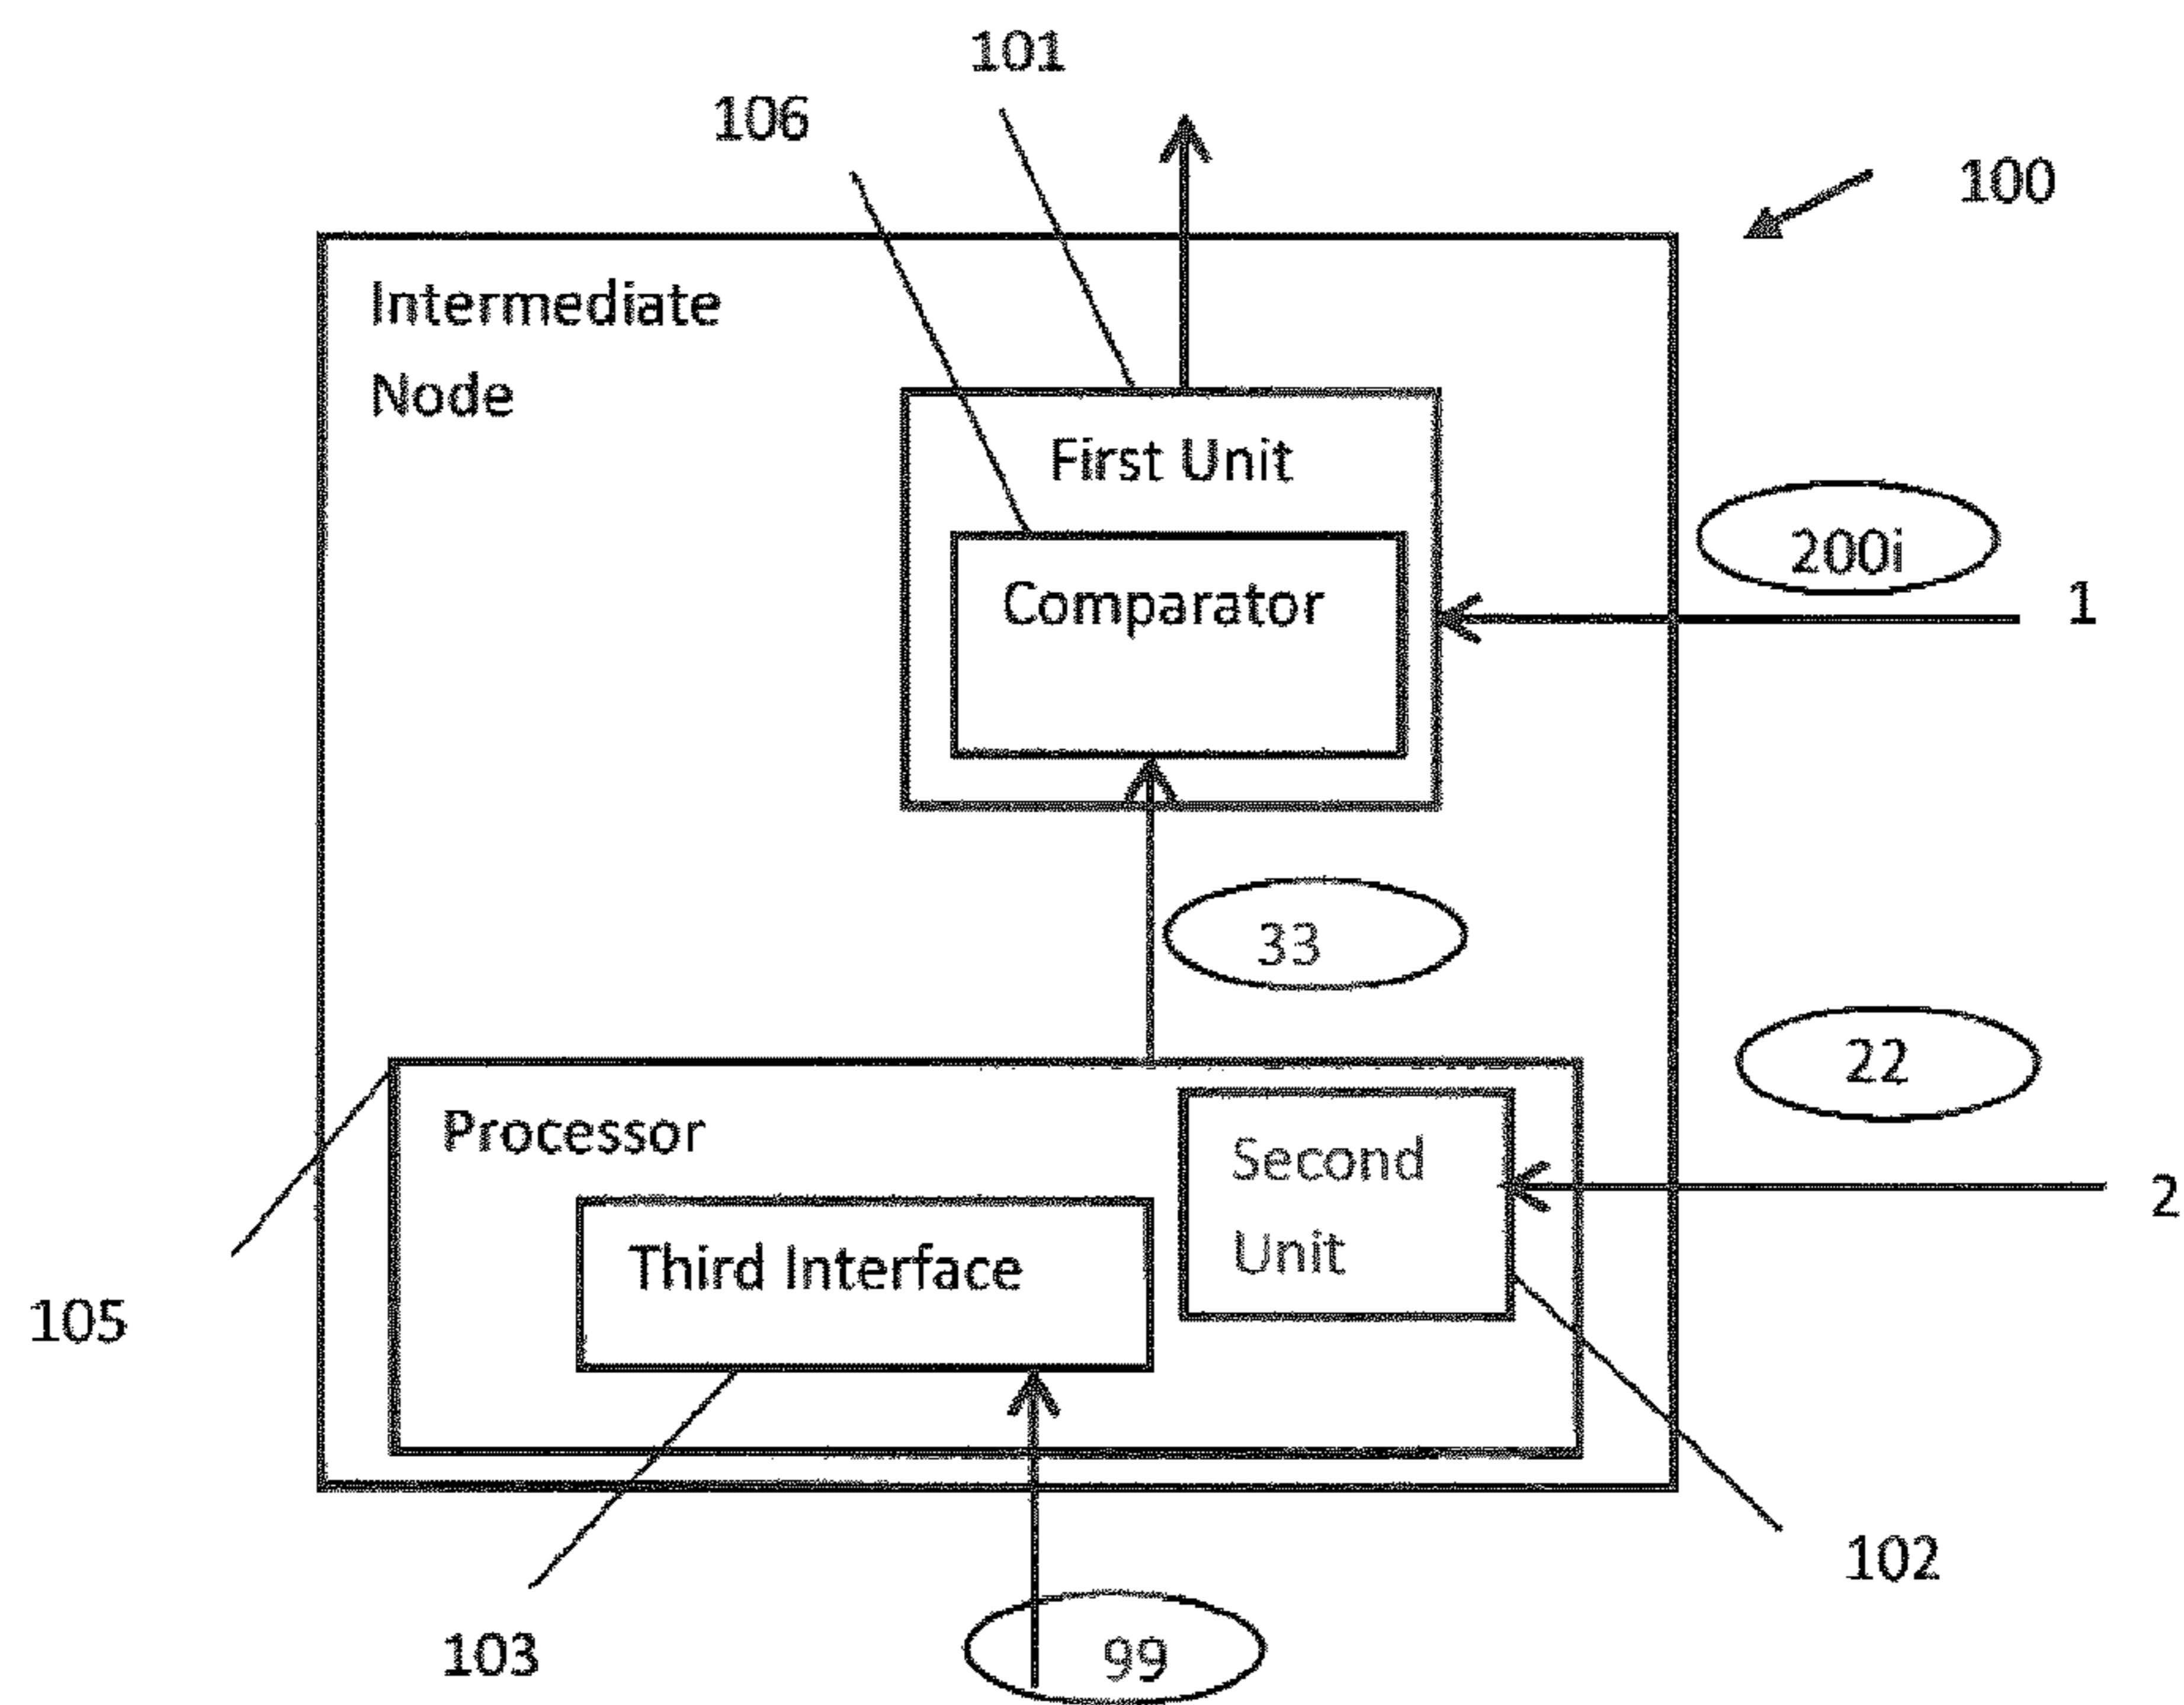 101
106
100
Intermediate
Node
First Unit
200i
Comparator
1
33
22
Processor
Second
Unit
2
Third Interface
105
102
103
99